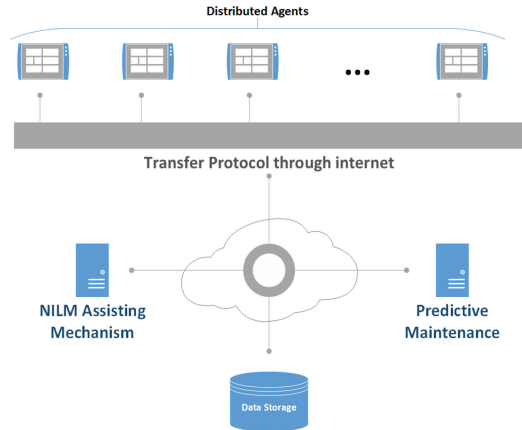 Distributed Agents
Transfer Protocol through internet
NILM Assisting
Mechanism
Predictive
Maintenance
Data Storage